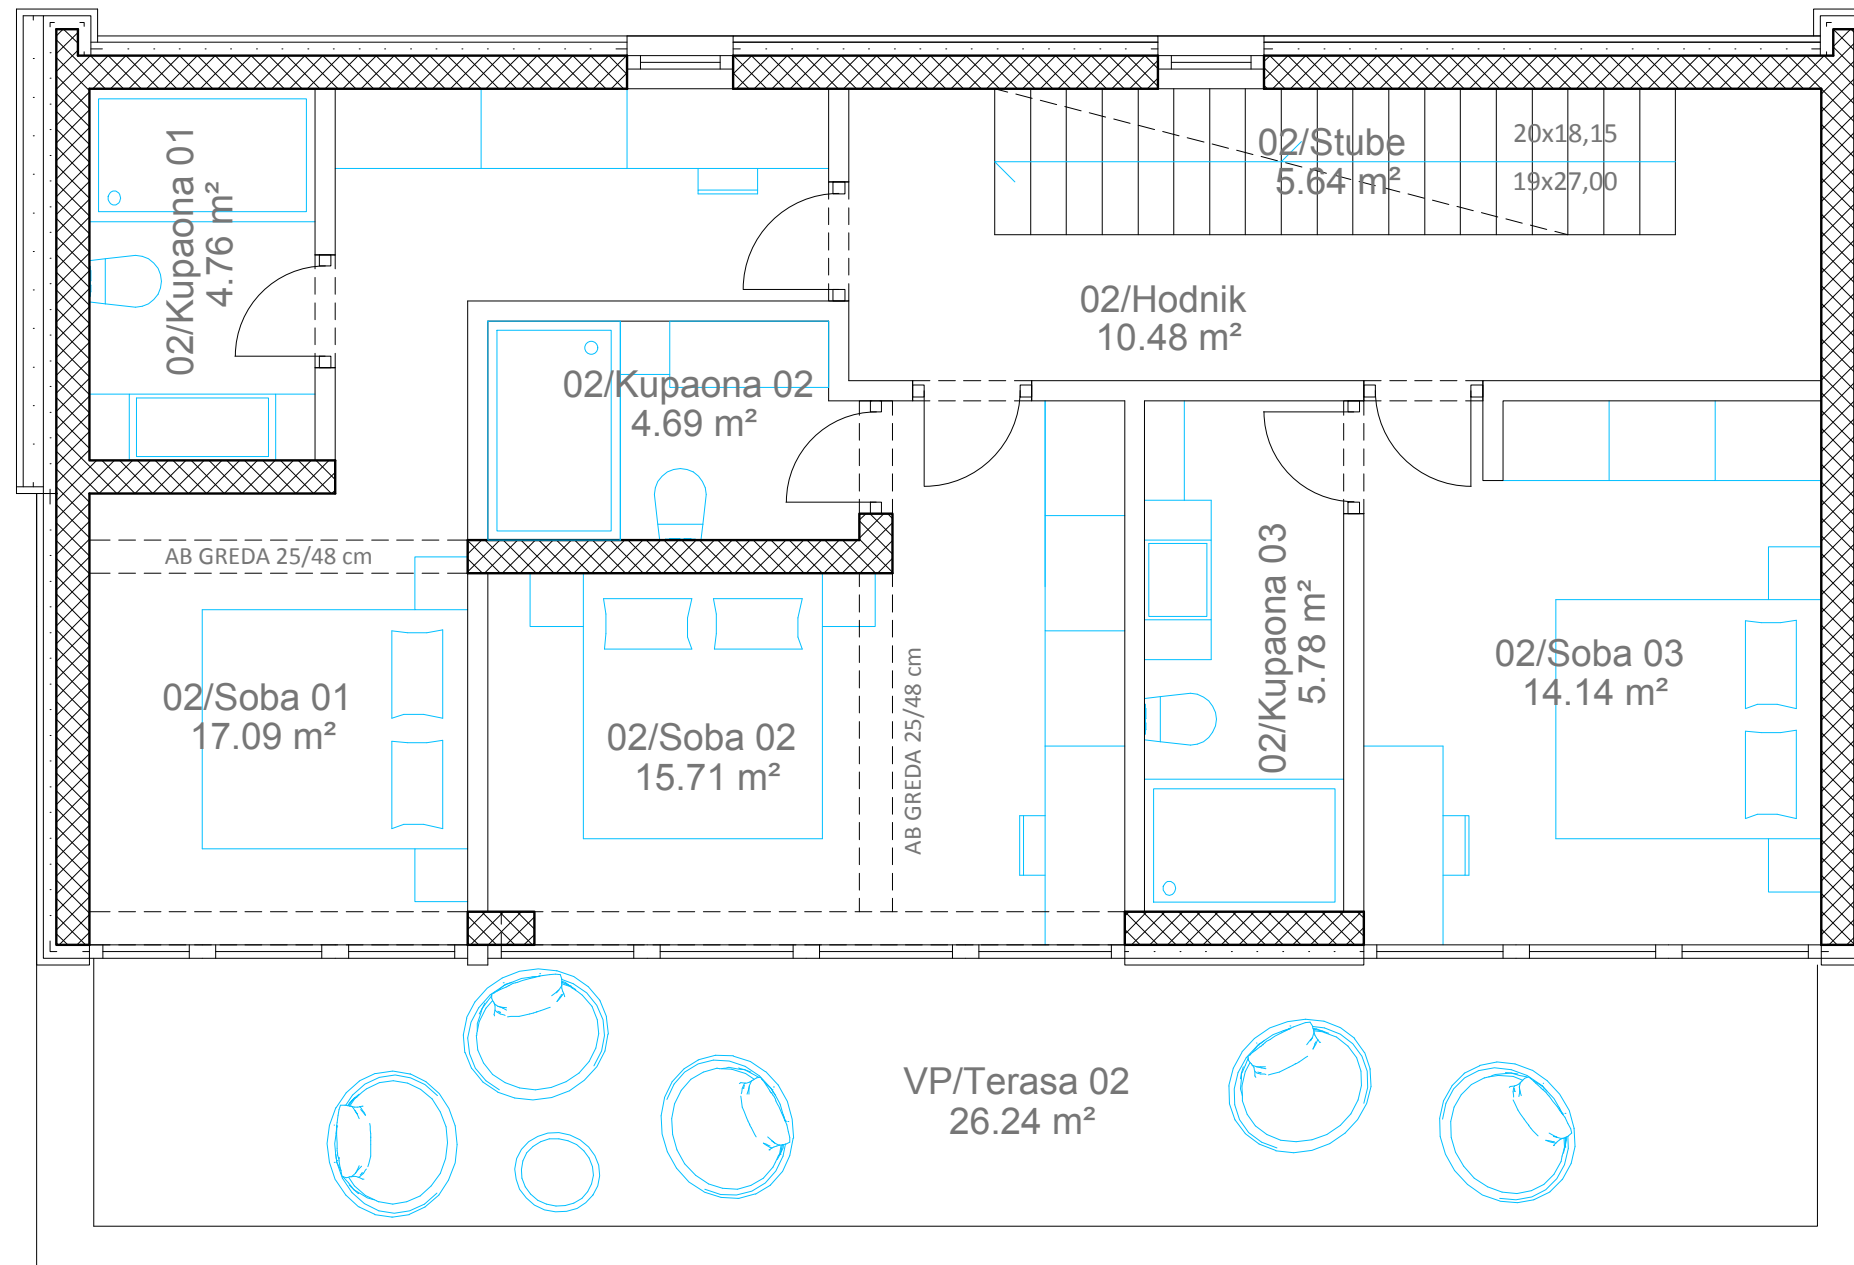 02/Kupaona 01
4.76 m²
02/Stube
5.64 m²
20x18,15
19x27,00
02/Hodnik
10.48 m²
02/Kupaona 02
4.69 m²
AB GREDA 25/48 cm
02/Soba 01
17.09 m²
02/Soba 02
15.71 m²
AB GREDA 25/48 cm
02/Kupaona 03
5.78 m²
02/Soba 03
14.14 m²
VP/Terasa 02
26.24 m²